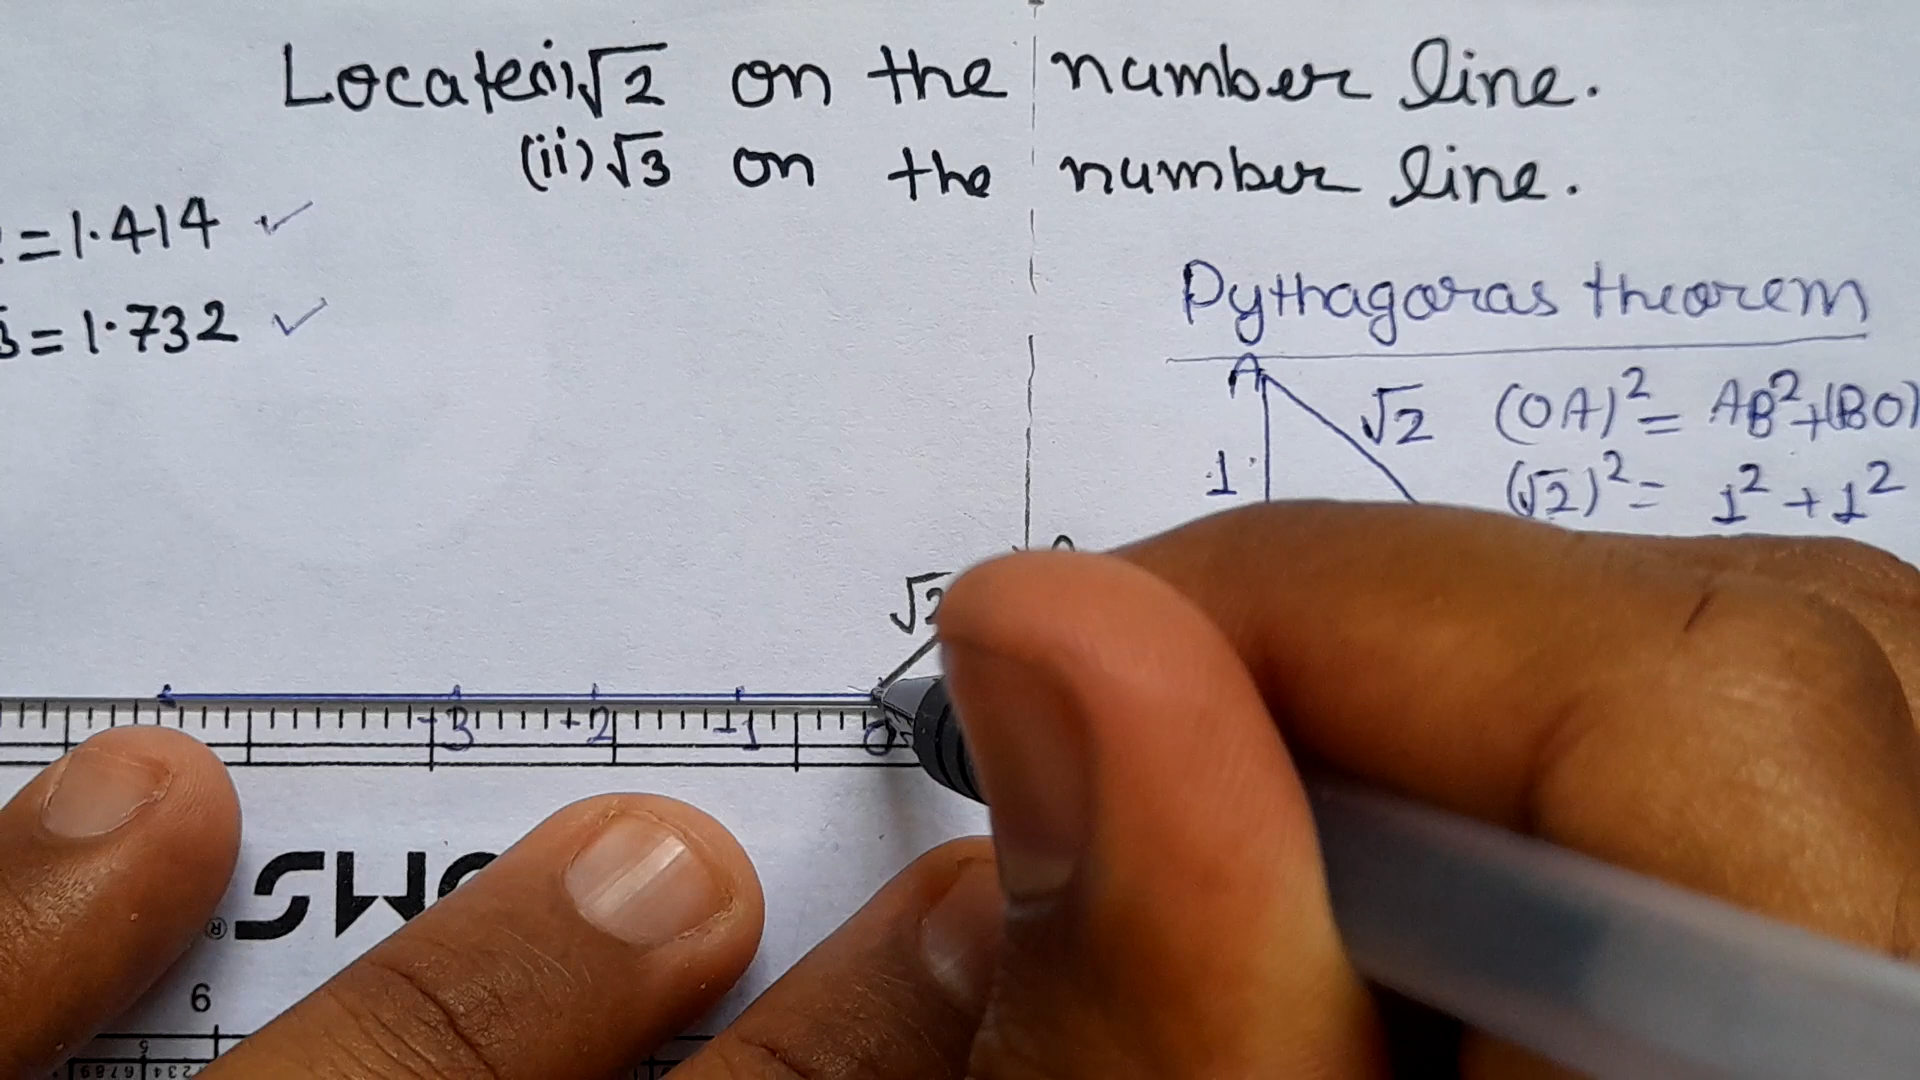 Locate(i)√2 on the number line.
(ii)√3 on the number line.
=1.414
=1.732
Pythagoras theorem
A
√2 (OA)²= AB²+(BO)
1 (√2)²= 1²+1²
√2
-3 -2 -1 0
6